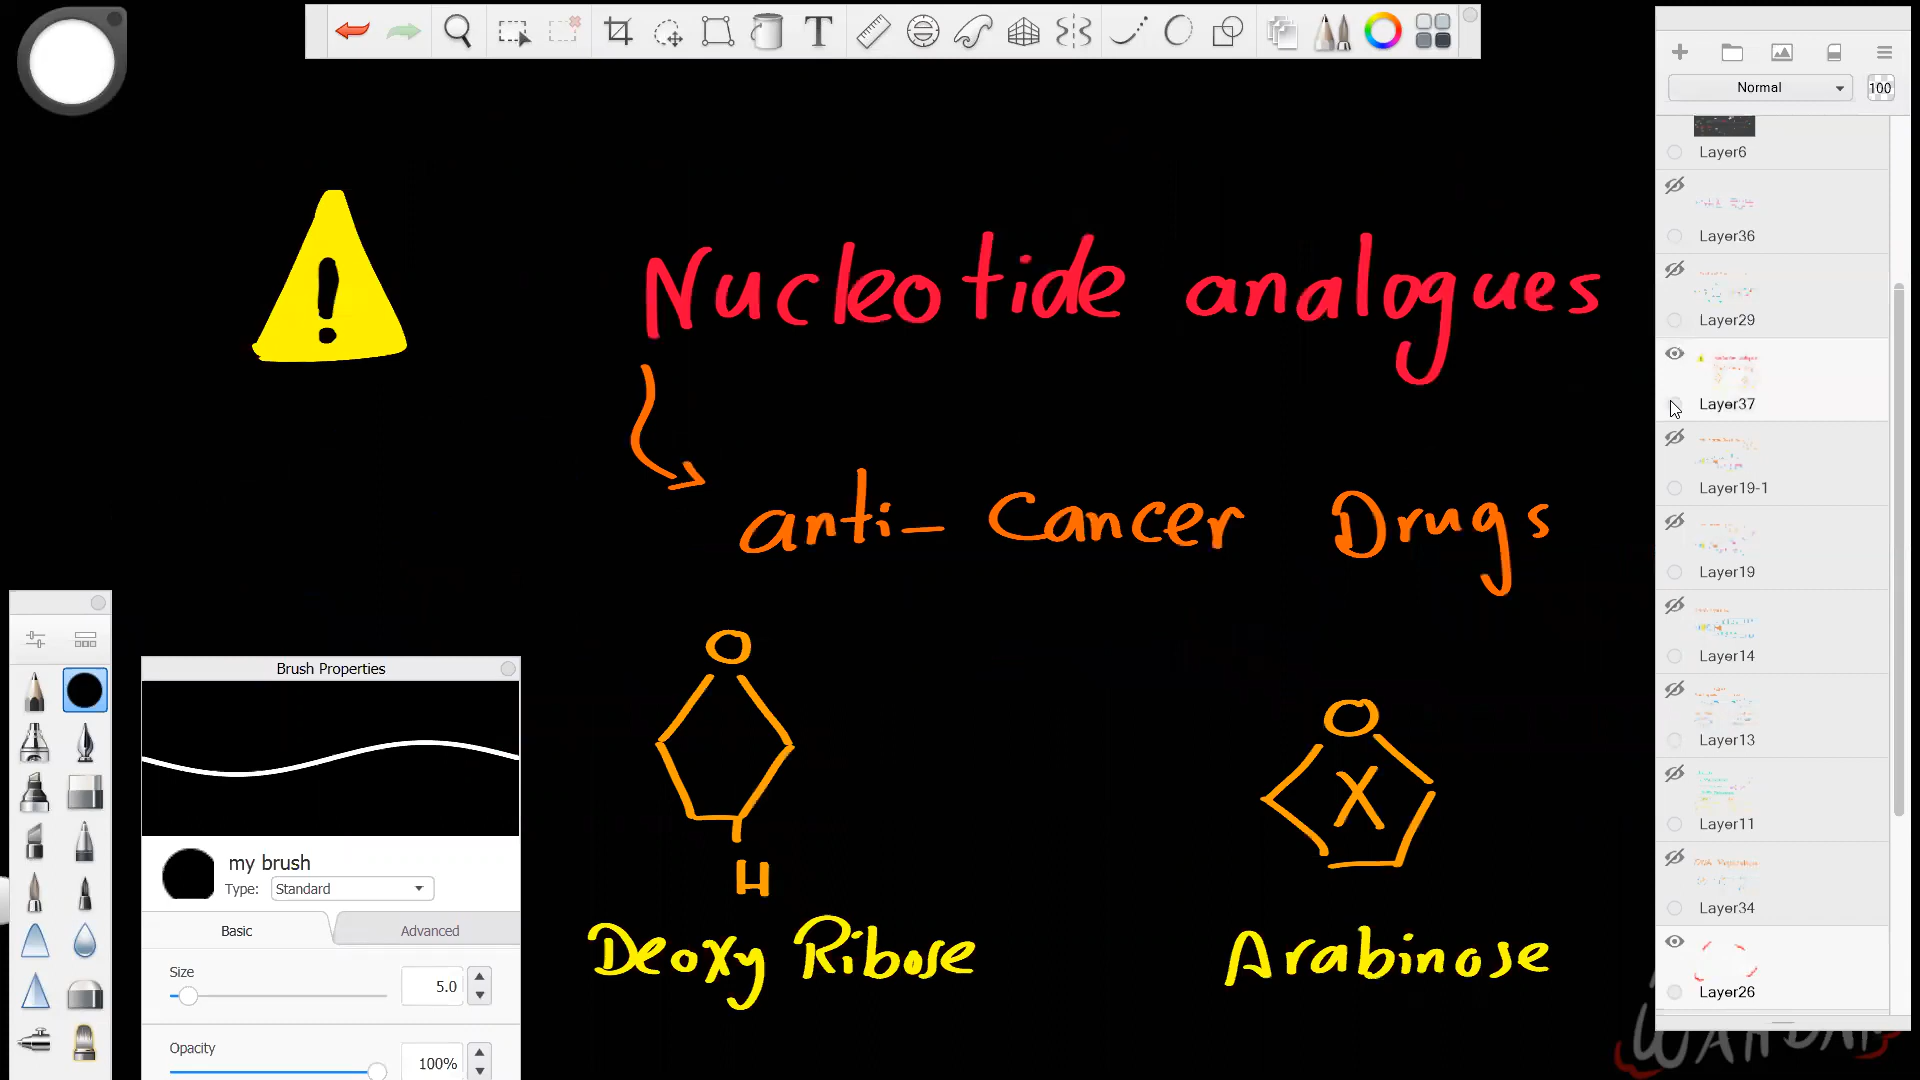 Normal
100
Layer6
Layer36
Layer29
Layer37
Layer19-1
Layer19
Layer14
Layer13
Layer11
Layer34
Layer26
T
!
Nucleotide analogues
anti-Cancer Drugs
O
H
Deoxy Ribose
O
X
Arabinose
Brush Properties
my brush
Type: Standard
Basic Advanced
Size
5.0
Opacity
100%